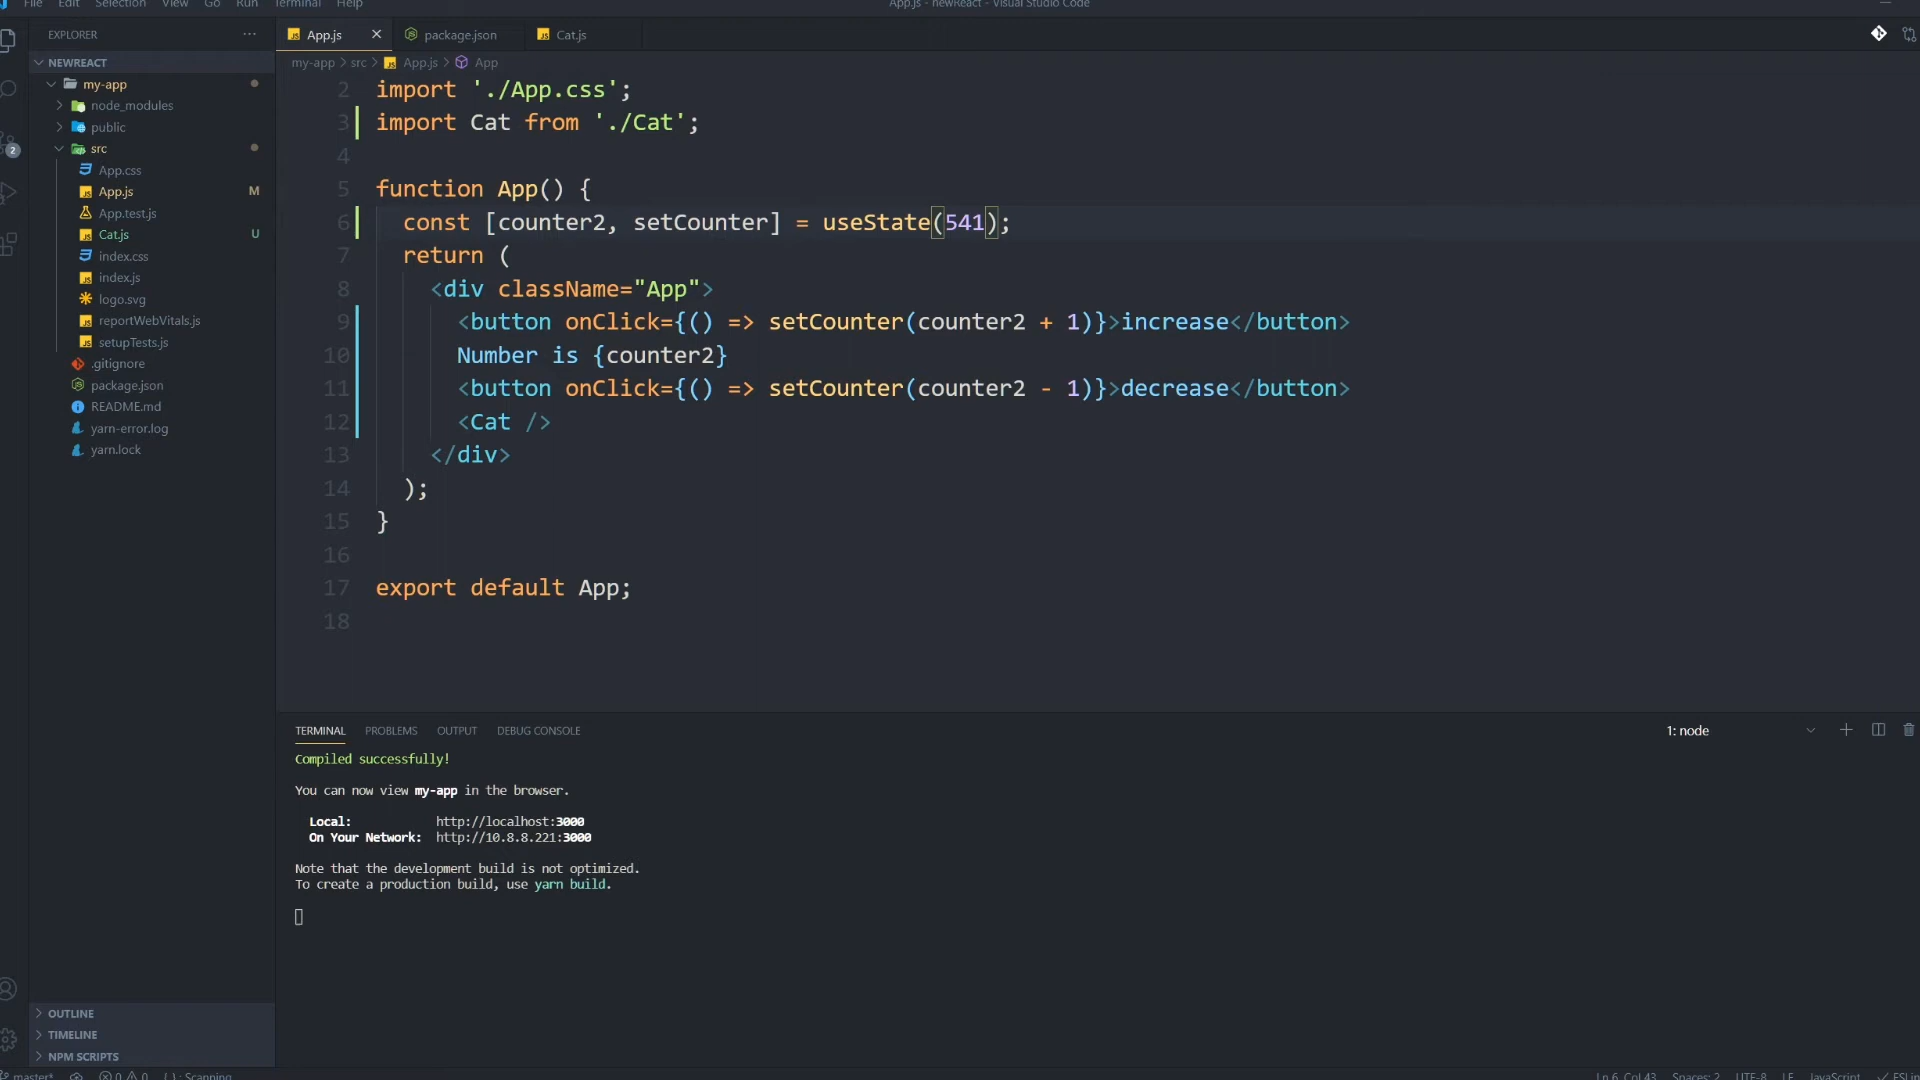 File Edit Selection View Go Run Terminal Help
App.js - newReact - Visual Studio Code
EXPLORER ···
App.js
package.json
Cat.js
NEWREACT
my-app > src > App.js > App
my-app
node_modules
public
src
App.css
App.js M
App.test.js
Cat.js U
index.css
index.js
logo.svg
reportWebVitals.js
setupTests.js
.gitignore
package.json
README.md
yarn-error.log
yarn.lock
2
2 import './App.css';
3 import Cat from './Cat';
4
5 function App() {
6 const [counter2, setCounter] = useState(541);
7 return (
8 <div className="App">
9 <button onClick={() => setCounter(counter2 + 1)}>increase</button>
10 Number is {counter2}
11 <button onClick={() => setCounter(counter2 - 1)}>decrease</button>
12 <Cat />
13 </div>
14 );
15 }
16
17 export default App;
18
TERMINAL PROBLEMS OUTPUT DEBUG CONSOLE
1: node
Compiled successfully!
You can now view my-app in the browser.
Local: http://localhost:3000
On Your Network: http://10.8.8.221:3000
Note that the development build is not optimized.
To create a production build, use yarn build.
OUTLINE
TIMELINE
NPM SCRIPTS
master* 0 0 { } : Scanning
Ln 6, Col 43 Spaces: 2 UTF-8 LF JavaScript